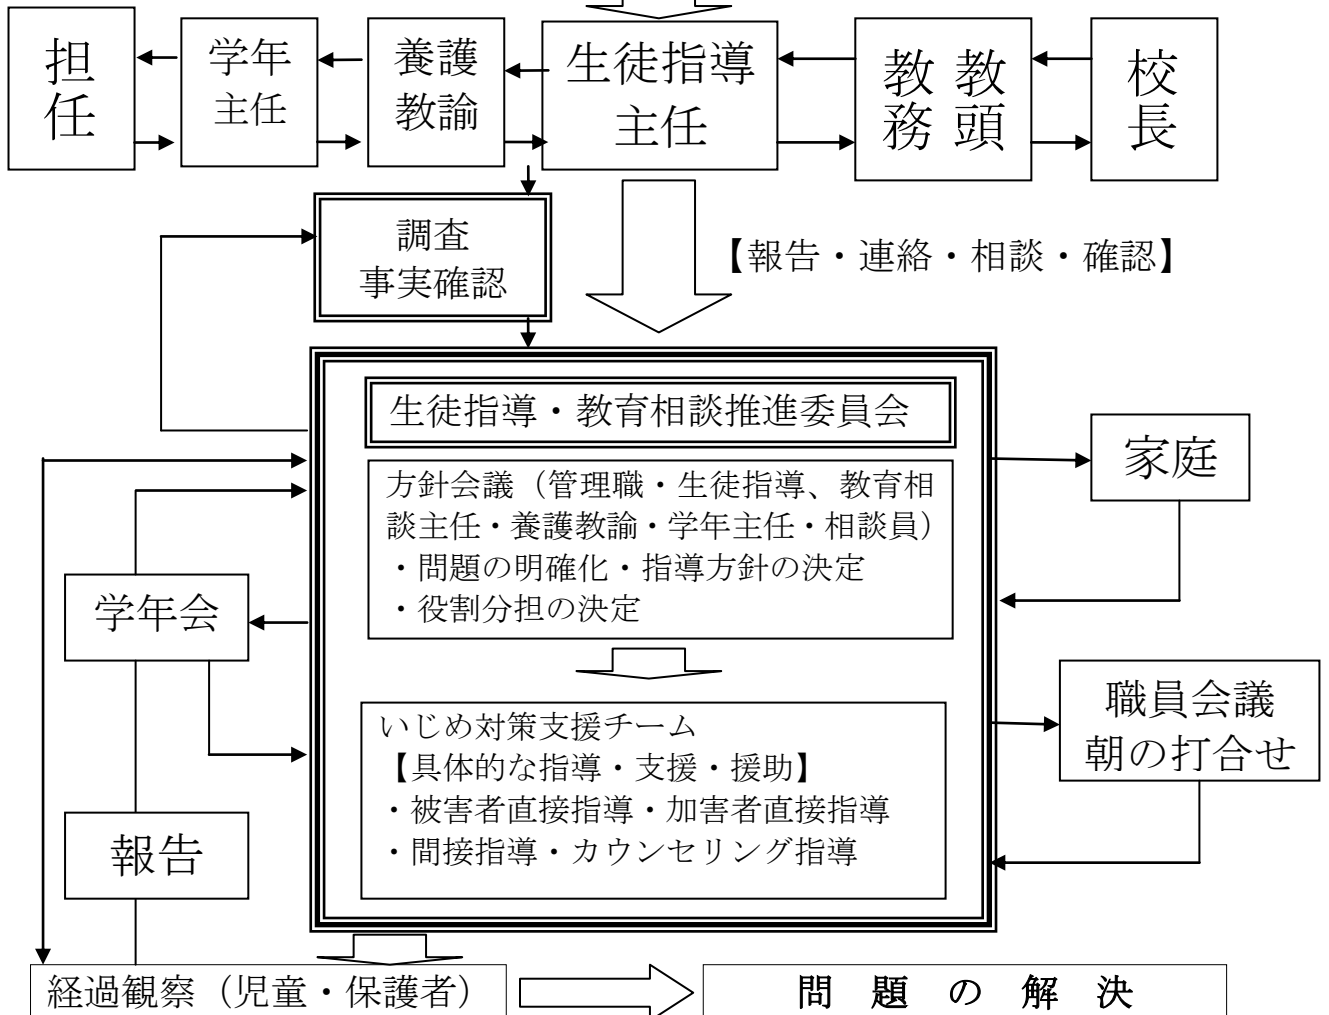 担任
学年
主任
養護
教諭
生徒指導
主任
教頭
教務
校長
調査
事実確認
【報告・連絡・相談・確認】
生徒指導・教育相談推進委員会
方針会議（管理職・生徒指導、教育相
談主任・養護教諭・学年主任・相談員）
・問題の明確化・指導方針の決定
・役割分担の決定
家庭
学年会
いじめ対策支援チーム
【具体的な指導・支援・援助】
・被害者直接指導・加害者直接指導
・間接指導・カウンセリング指導
職員会議
朝の打合せ
報告
経過観察（児童・保護者）
問題の解決